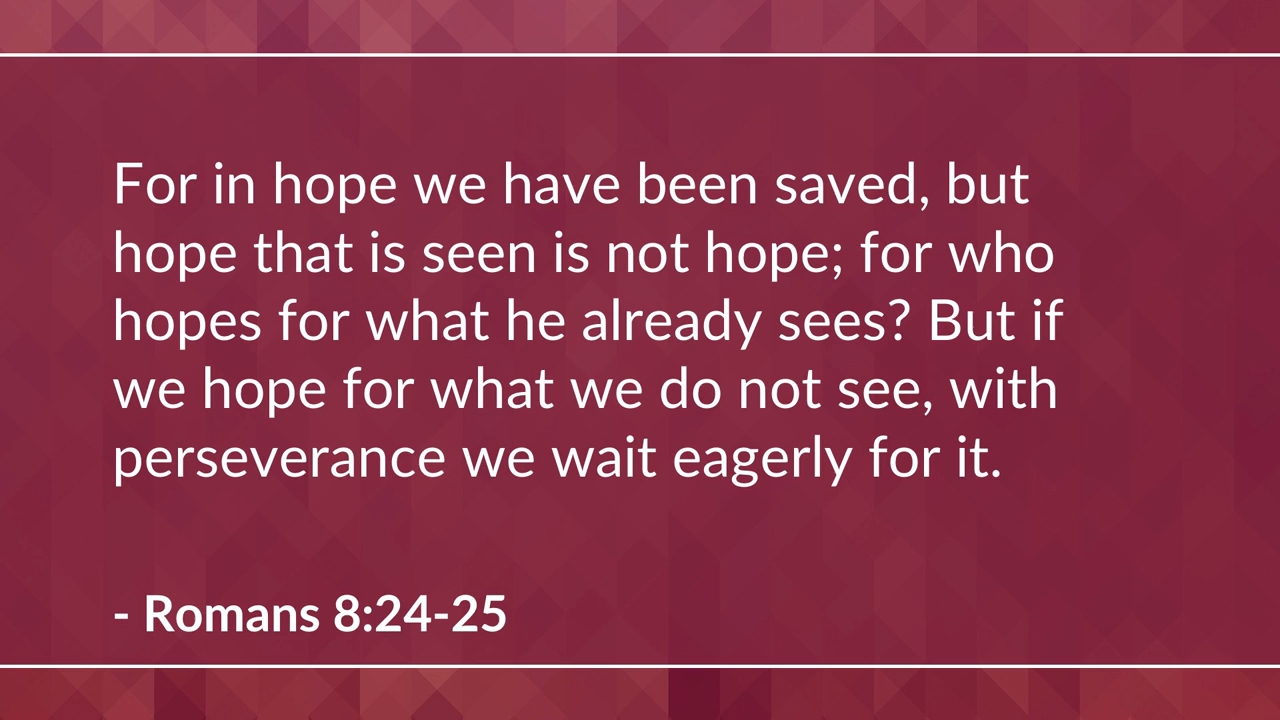 For in hope we have been saved, but
hope that is seen is not hope; for who
hopes for what he already sees? But if
we hope for what we do not see, with
perseverance we wait eagerly for it.
- Romans 8:24-25